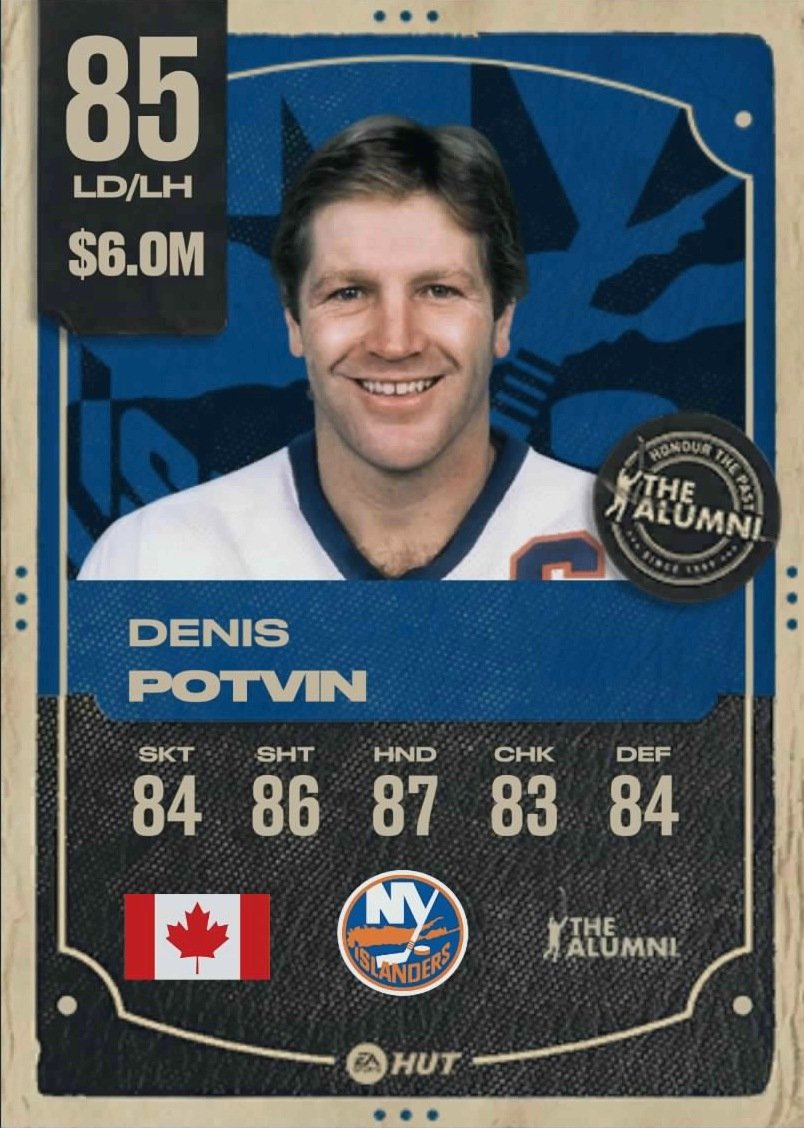 85
LD/LH
$6.0M
HONOUR THE PAST
THE
ALUMNI
DENIS
POTVIN
SKT SHT HND CHK DEF
84 86 87 83 84
NY
ISLANDERS
THE
ALUMNI
EA
HUT